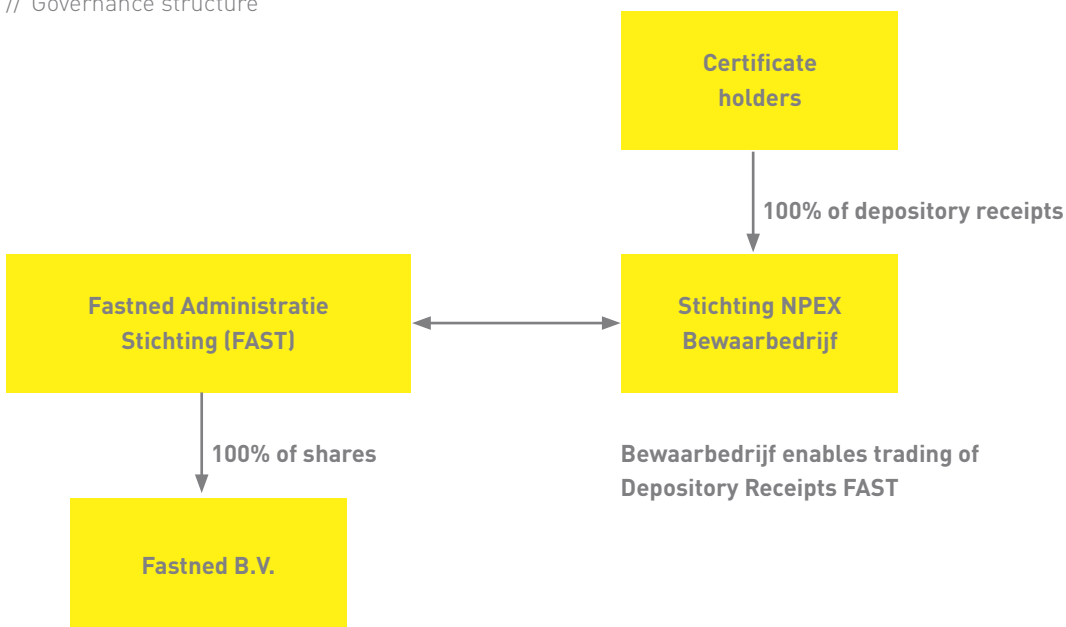 // Governance structure
Certificate
holders
100% of depository receipts
Fastned Administratie
Stichting (FAST)
Stichting NPEX
Bewaarbedrijf
100% of shares
Bewaarbedrijf enables trading of
Depository Receipts FAST
Fastned B.V.